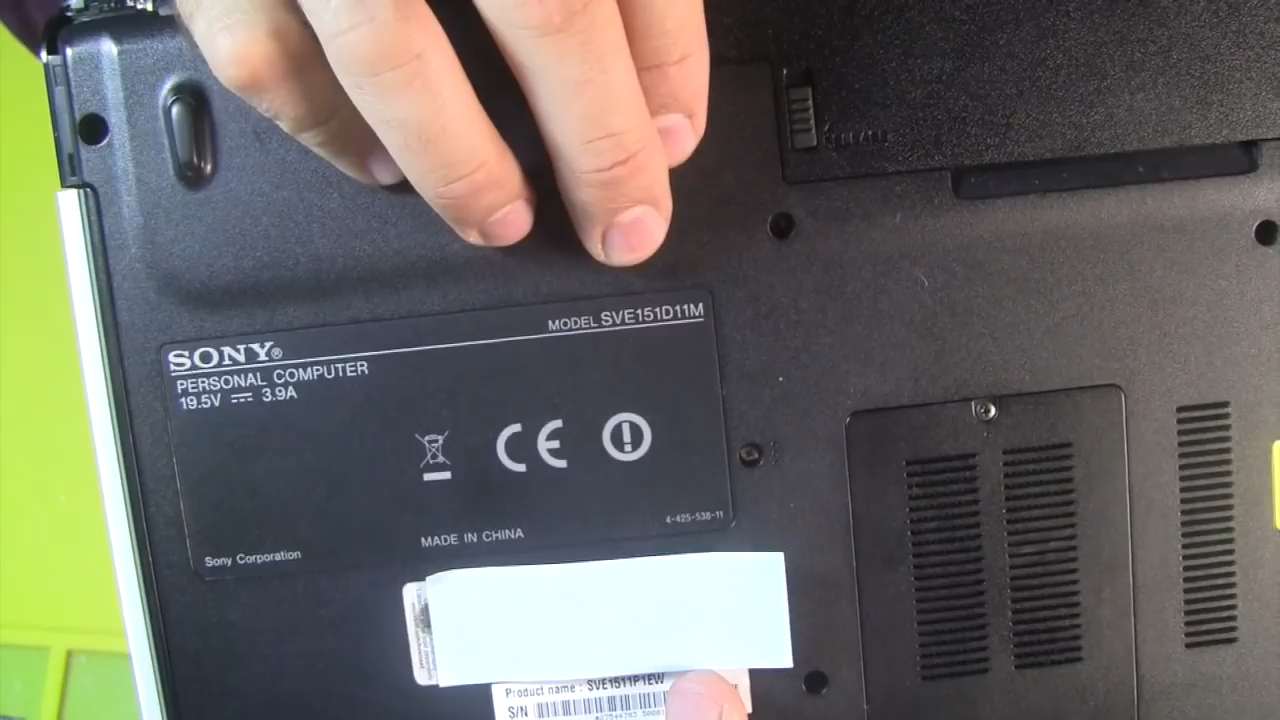 MODEL SVE151D11M
SONY®
PERSONAL COMPUTER
19.5V ⎓ 3.9A
CE
4-425-538-11
MADE IN CHINA
Sony Corporation
Product name : SVE1511P1EW
S/N